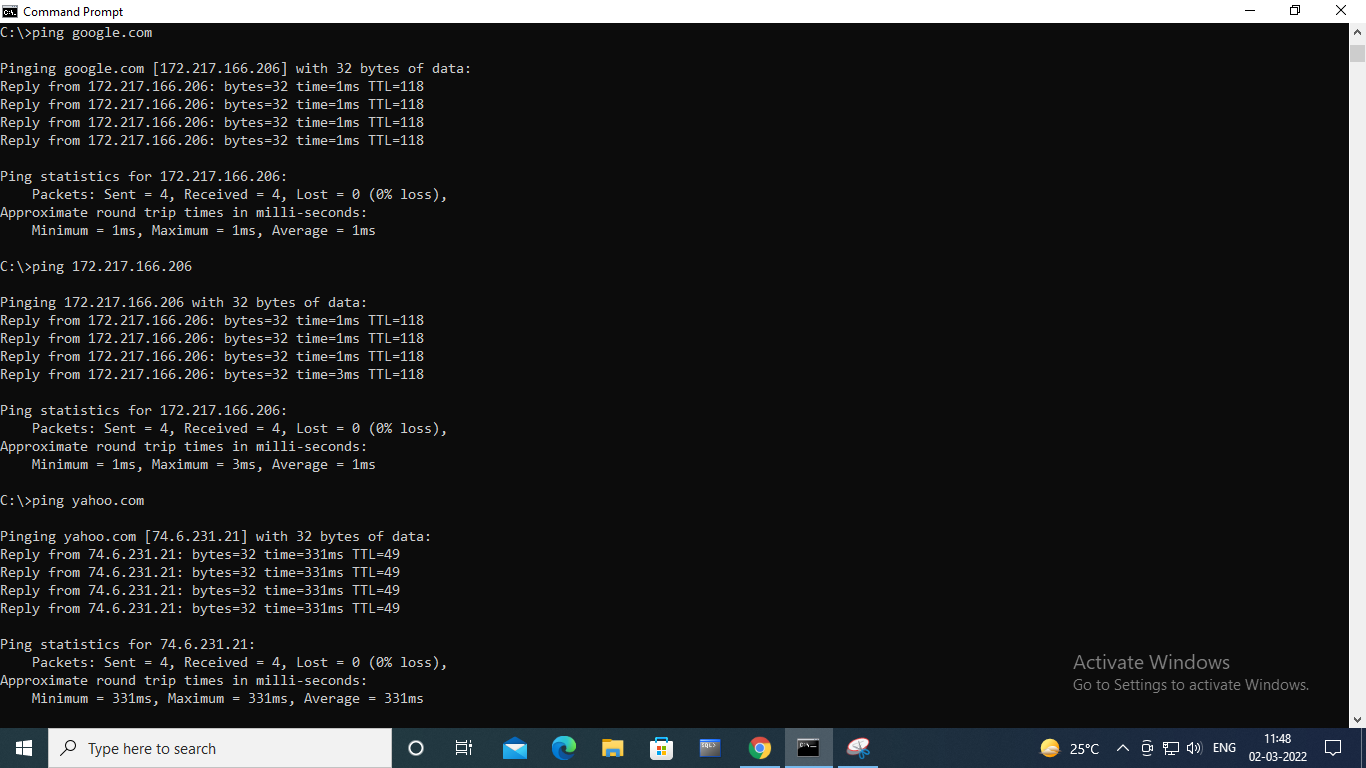 Command Prompt
C:\>ping google.com
Pinging google.com [172.217.166.206] with 32 bytes of data:
Reply from 172.217.166.206: bytes=32 time=1ms TTL=118
Reply from 172.217.166.206: bytes=32 time=1ms TTL=118
Reply from 172.217.166.206: bytes=32 time=1ms TTL=118
Reply from 172.217.166.206: bytes=32 time=1ms TTL=118
Ping statistics for 172.217.166.206:
    Packets: Sent = 4, Received = 4, Lost = 0 (0% loss),
Approximate round trip times in milli-seconds:
    Minimum = 1ms, Maximum = 1ms, Average = 1ms
C:\>ping 172.217.166.206
Pinging 172.217.166.206 with 32 bytes of data:
Reply from 172.217.166.206: bytes=32 time=1ms TTL=118
Reply from 172.217.166.206: bytes=32 time=1ms TTL=118
Reply from 172.217.166.206: bytes=32 time=1ms TTL=118
Reply from 172.217.166.206: bytes=32 time=3ms TTL=118
Ping statistics for 172.217.166.206:
    Packets: Sent = 4, Received = 4, Lost = 0 (0% loss),
Approximate round trip times in milli-seconds:
    Minimum = 1ms, Maximum = 3ms, Average = 1ms
C:\>ping yahoo.com
Pinging yahoo.com [74.6.231.21] with 32 bytes of data:
Reply from 74.6.231.21: bytes=32 time=331ms TTL=49
Reply from 74.6.231.21: bytes=32 time=331ms TTL=49
Reply from 74.6.231.21: bytes=32 time=331ms TTL=49
Reply from 74.6.231.21: bytes=32 time=331ms TTL=49
Ping statistics for 74.6.231.21:
    Packets: Sent = 4, Received = 4, Lost = 0 (0% loss),
Approximate round trip times in milli-seconds:
    Minimum = 331ms, Maximum = 331ms, Average = 331ms
Activate Windows
Go to Settings to activate Windows.
Type here to search
SQL
25°C
ENG
11:48
02-03-2022